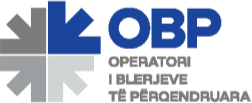 OBP
OPERATORI
I BLERJEVE
TË PËRQENDRUARA